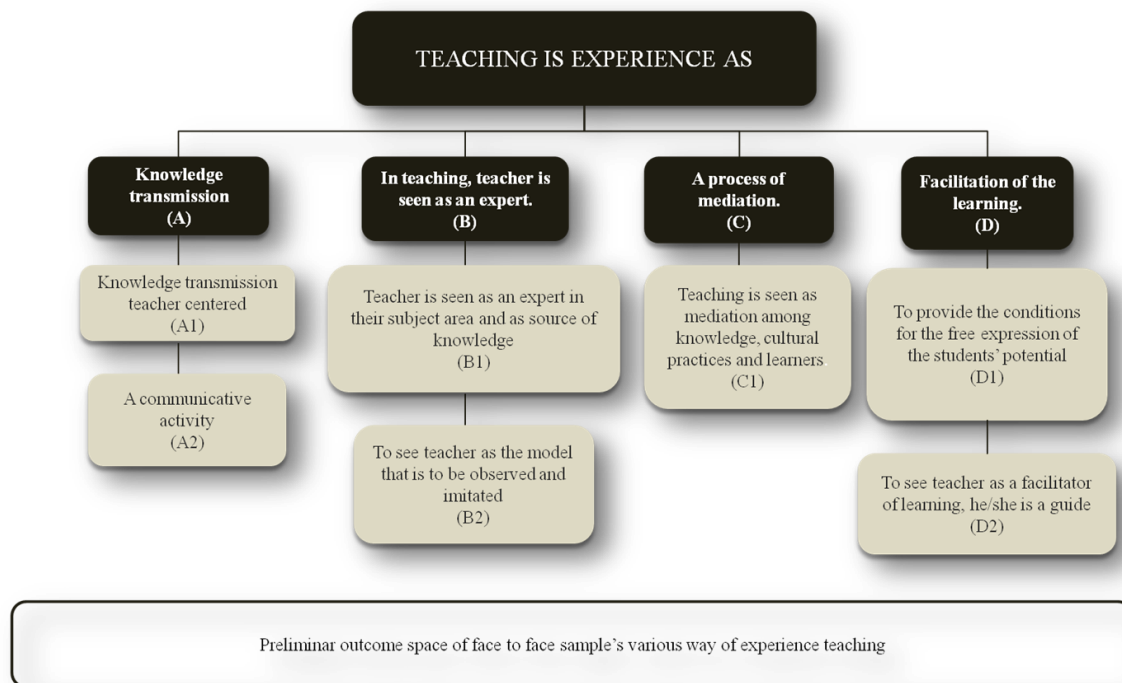 TEACHING IS EXPERIENCE AS
Knowledge
transmission
(A)
In teaching, teacher is
seen as an expert.
(B)
A process of
mediation.
(C)
Facilitation of the
learning.
(D)
Knowledge transmission
teacher centered
(A1)
A communicative
activity
(A2)
Teacher is seen as an expert in
their subject area and as source of
knowledge
(B1)
To see teacher as the model
that is to be observed and
imitated
(B2)
Teaching is seen as
mediation among
knowledge, cultural
practices and learners.
(C1)
To provide the conditions
for the free expression of
the students’ potential
(D1)
To see teacher as a facilitator
of learning, he/she is a guide
(D2)
Preliminar outcome space of face to face sample’s various way of experience teaching